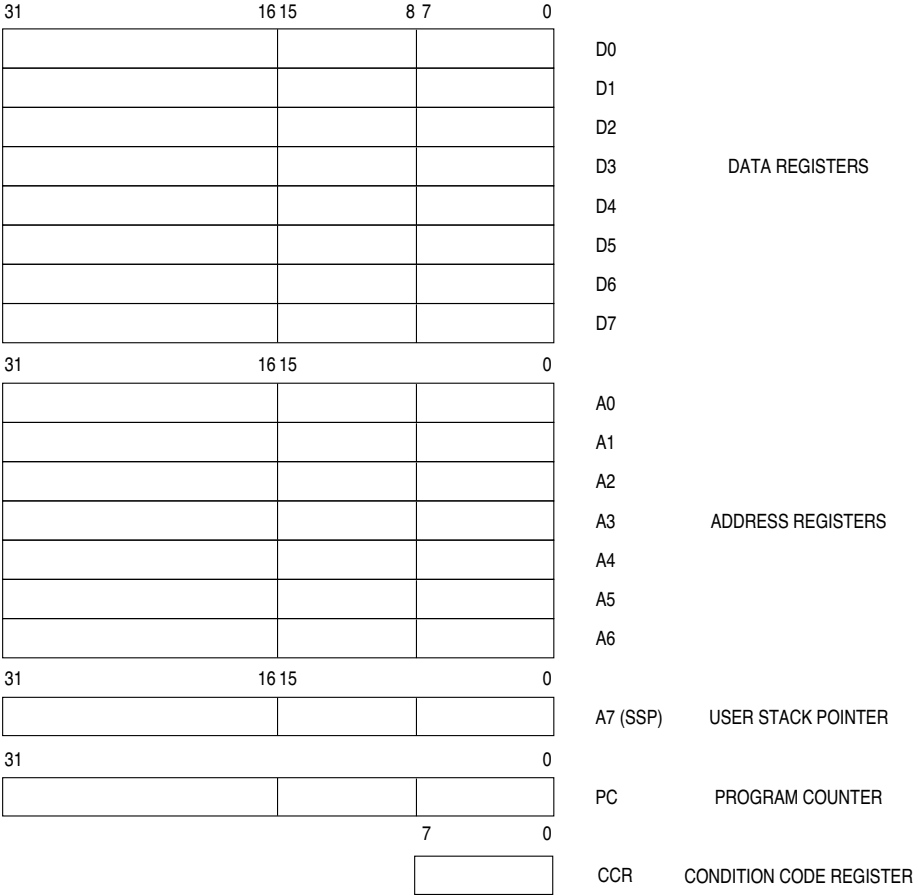 31 16 15 8 7 0
D0
D1
D2
D3 DATA REGISTERS
D4
D5
D6
D7
31 16 15 0
A0
A1
A2
A3 ADDRESS REGISTERS
A4
A5
A6
31 16 15 0
A7 (SSP) USER STACK POINTER
31 0
PC PROGRAM COUNTER
7 0
CCR CONDITION CODE REGISTER